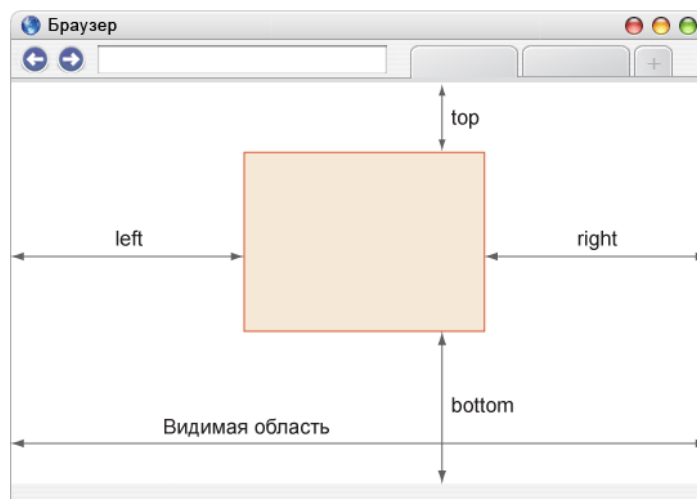 Браузер
top
left
right
bottom
Видимая область